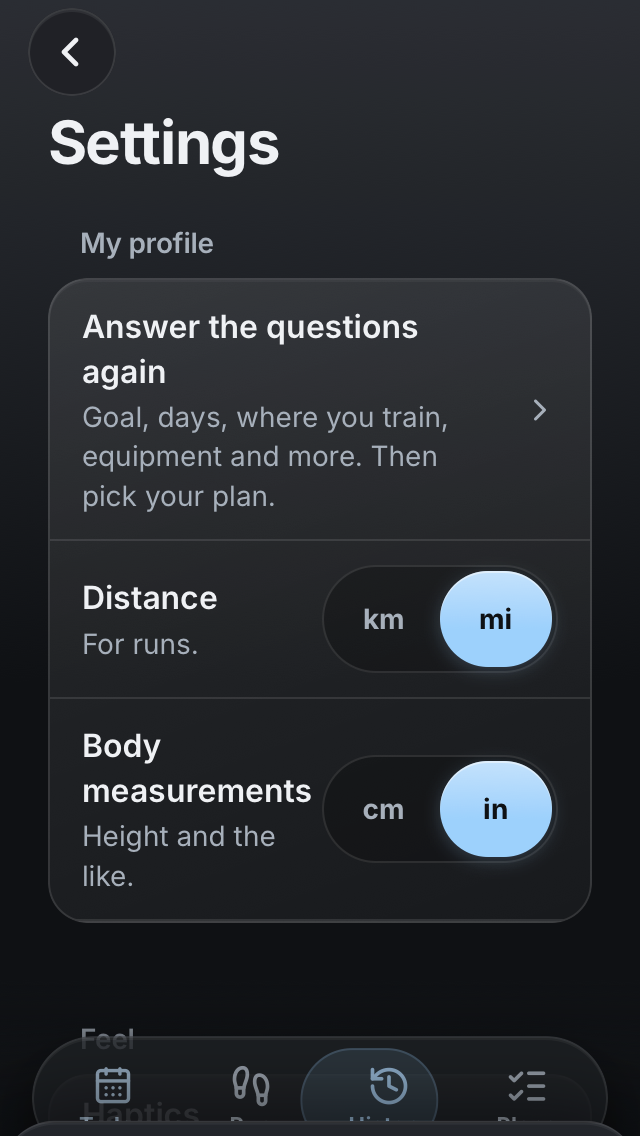 Settings
My profile
Answer the questions
again
Goal, days, where you train,
equipment and more. Then
pick your plan.
Distance
For runs.
km
mi
Body
measurements
Height and the
like.
cm
in
Feel
Haptics